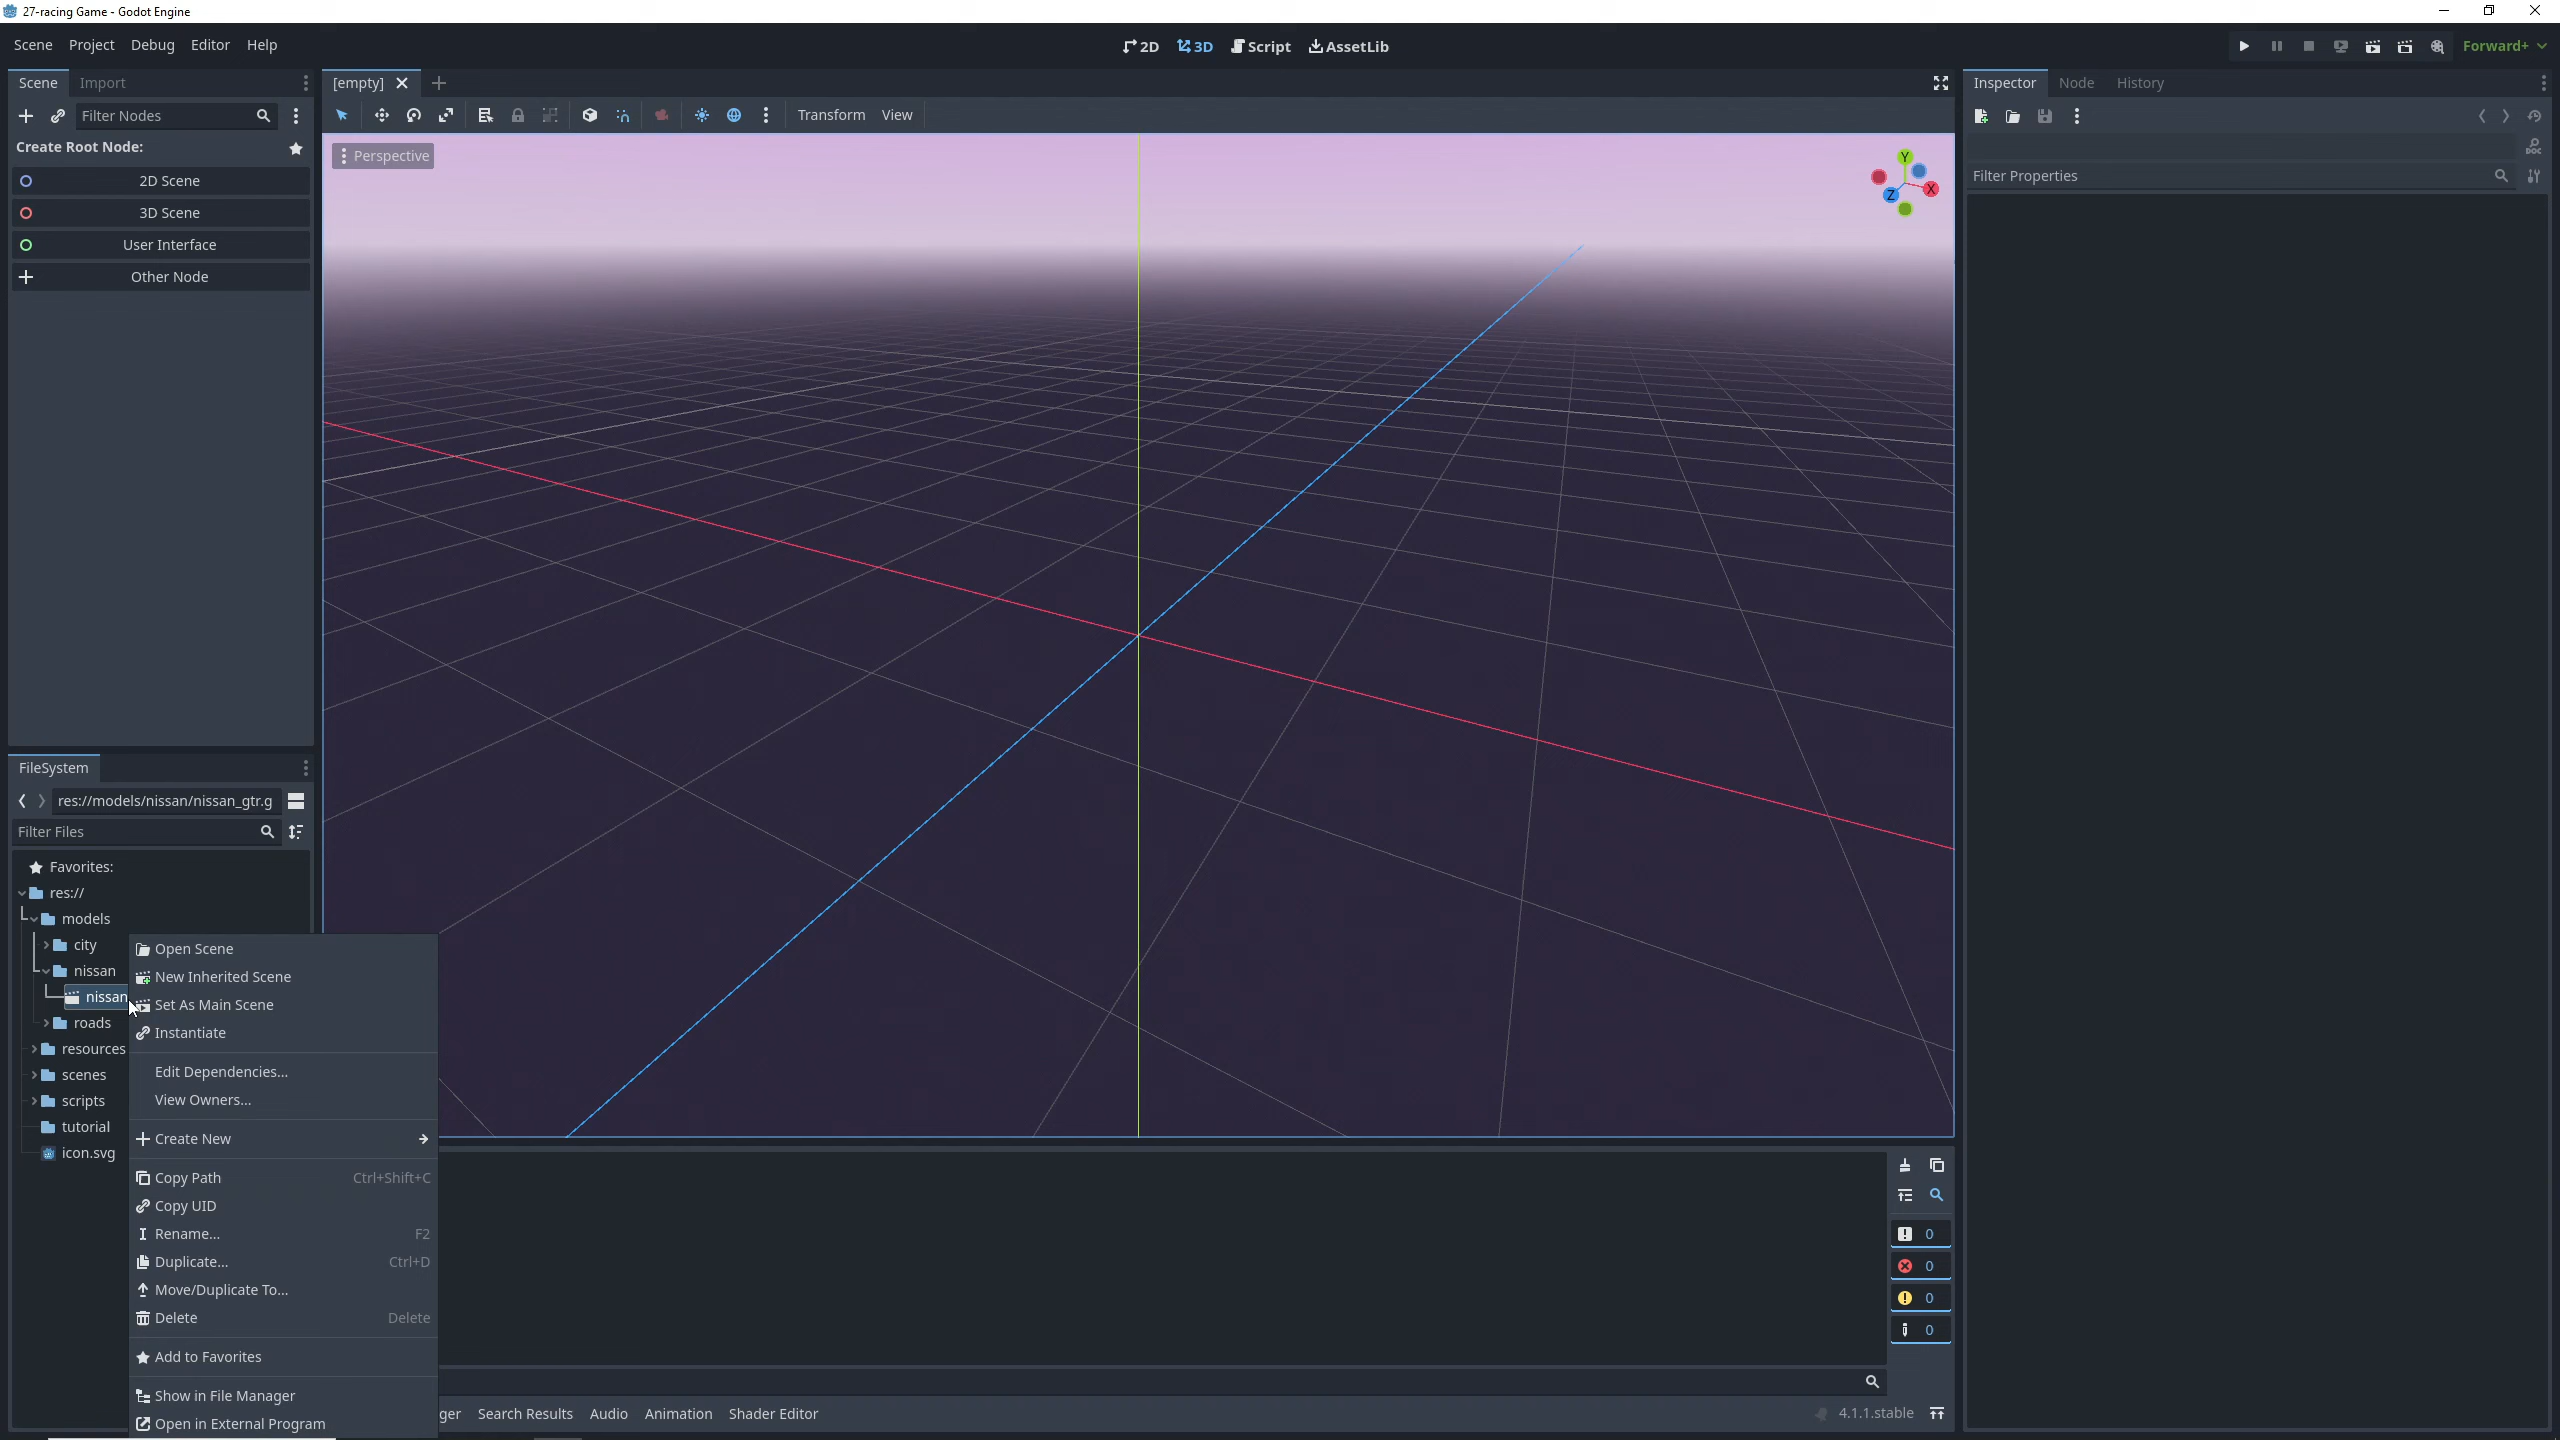 27-racing Game - Godot Engine
Scene Project Debug Editor Help
2D 3D Script AssetLib
Forward+
Scene Import
[empty]
Inspector Node History
Filter Nodes
Transform View
Create Root Node:
2D Scene
3D Scene
User Interface
Other Node
Perspective
Y
X
Z
DOC
Filter Properties
FileSystem
res://models/nissan/nissan_gtr.g
Filter Files
Favorites:
res://
models
city
nissan
nissan
roads
resources
scenes
scripts
tutorial
icon.svg
Open Scene
New Inherited Scene
Set As Main Scene
Instantiate
Edit Dependencies...
View Owners...
Create New
Copy Path Ctrl+Shift+C
Copy UID
Rename... F2
Duplicate... Ctrl+D
Move/Duplicate To...
Delete Delete
Add to Favorites
Show in File Manager
Open in External Program
0
0
0
0
ger Search Results Audio Animation Shader Editor
4.1.1.stable